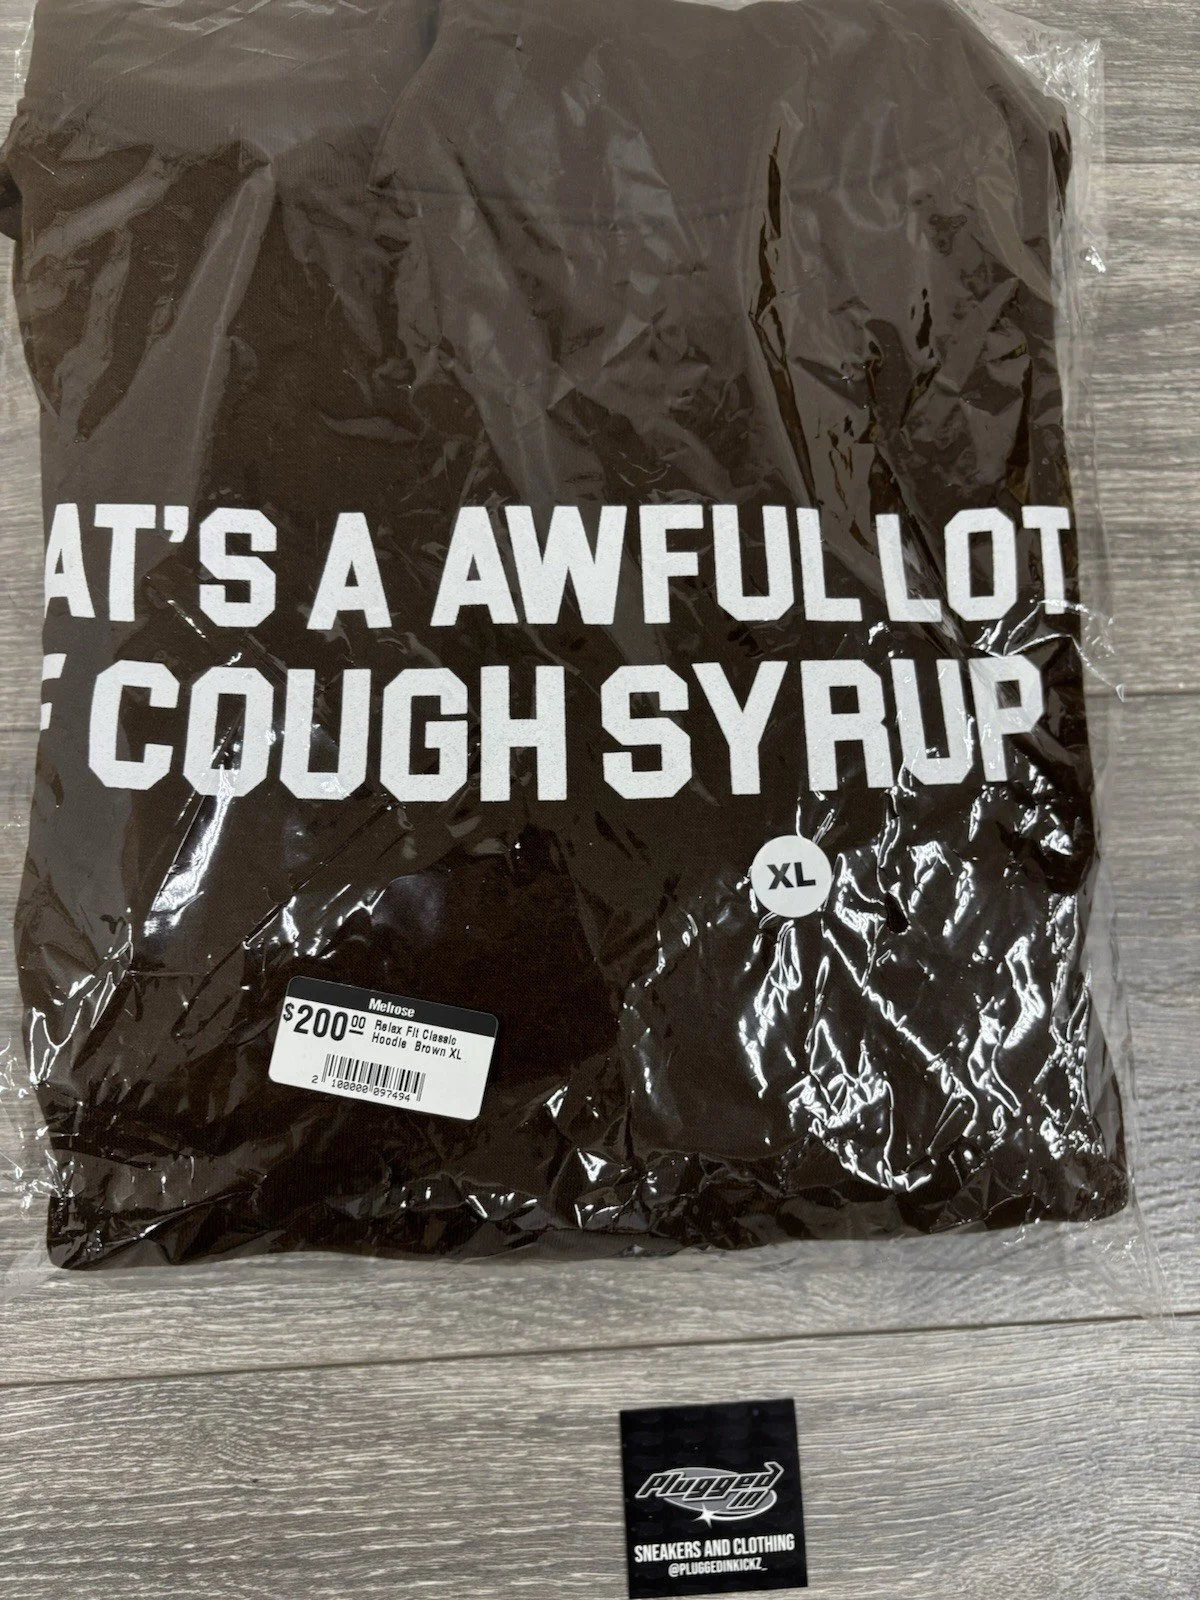 AT'S A AWFUL LOT
F COUGH SYRUP
XL
Melrose
$200.00 Relax Fit Classic
Hoodie Brown XL
2 100000 097494
Plugged
In
SNEAKERS AND CLOTHING
@PLUGGEDINKICKZ_